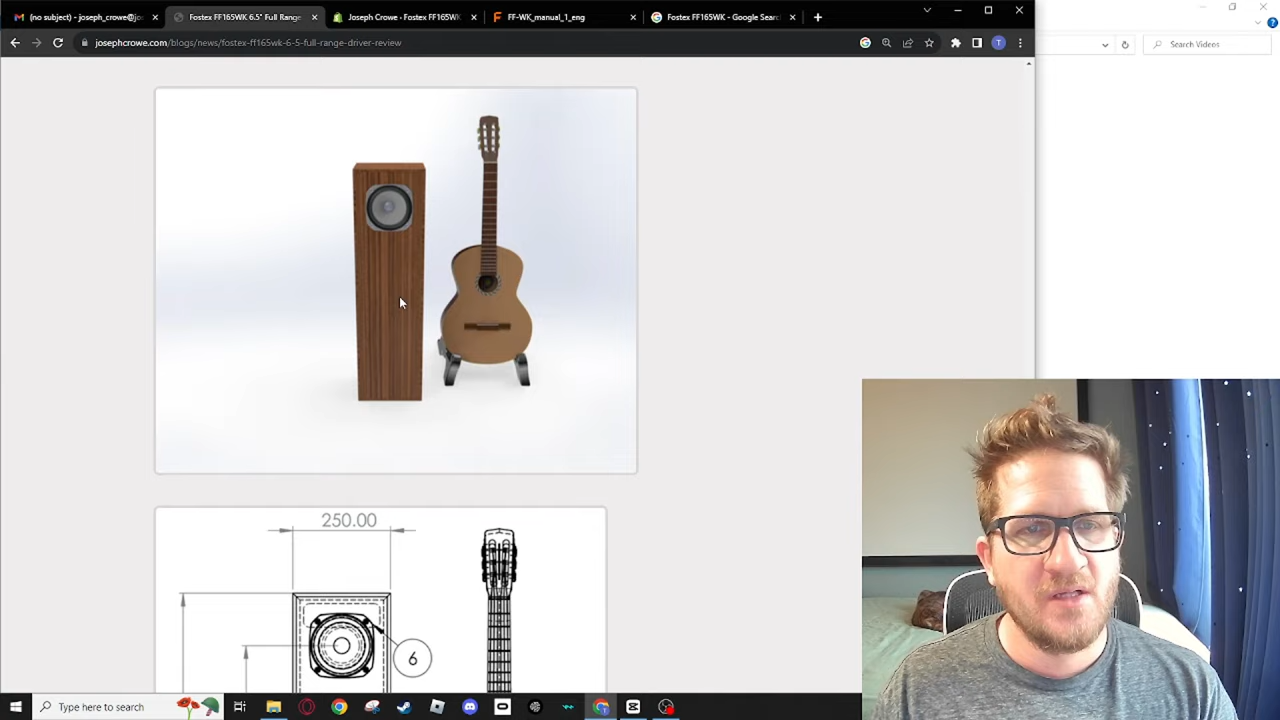 (no subject) - joseph_crowe@jo
Fostex FF165WK 6.5" Full Range
Joseph Crowe · Fostex FF165WK
FF-WK_manual_1_eng
Fostex FF165WK - Google Searc
josephcrowe.com/blogs/news/fostex-ff165wk-6-5-full-range-driver-review
T
Search Videos
250.00
6
Type here to search